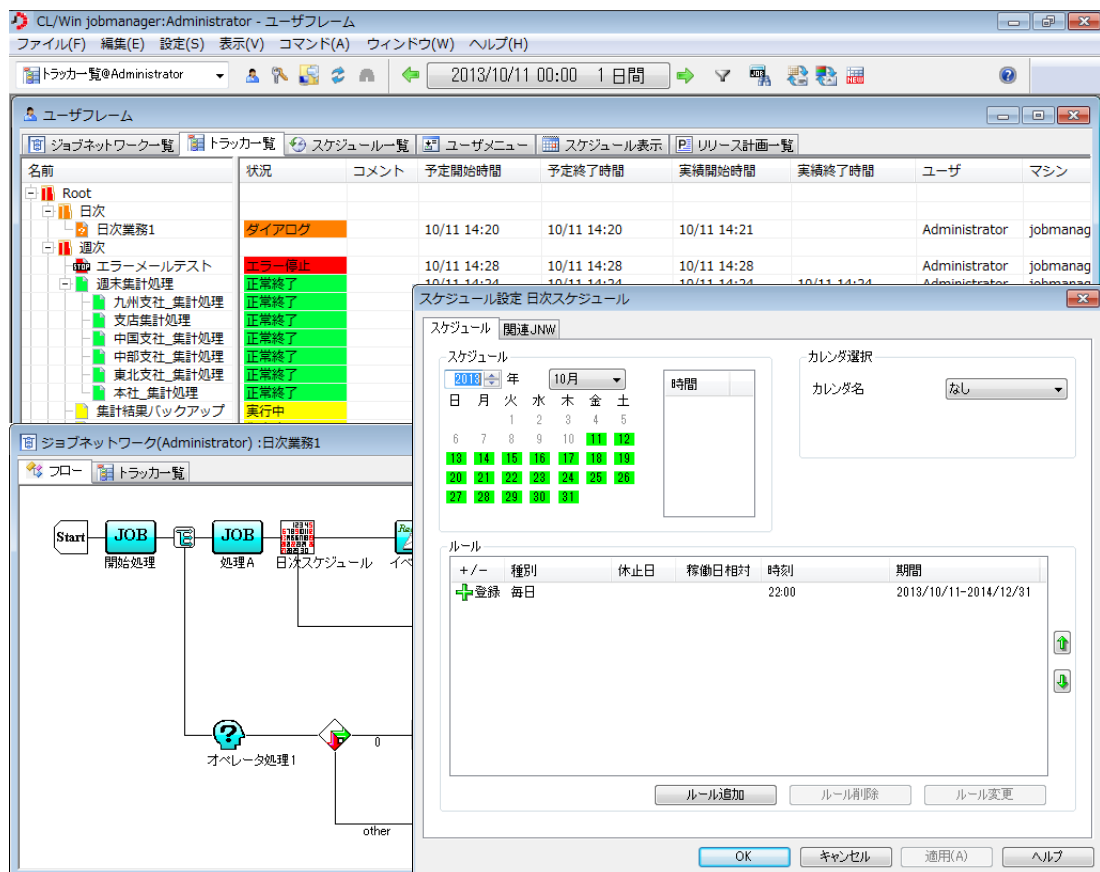 CL/Win jobmanager:Administrator - ユーザフレーム
ファイル(F) 編集(E) 設定(S) 表示(V) コマンド(A) ウィンドウ(W) ヘルプ(H)
トラッカ一覧@Administrator 2013/10/11 00:00 1 日間
ユーザフレーム
ジョブネットワーク一覧 トラッカ一覧 スケジュール一覧 ユーザメニュー スケジュール表示 リリース計画一覧
名前 状況 コメント 予定開始時間 予定終了時間 実績開始時間 実績終了時間 ユーザ マシン
Root
日次
日次業務1 ダイアログ 10/11 14:20 10/11 14:20 10/11 14:21 Administrator jobmanag
週次
エラーメールテスト エラー停止 10/11 14:28 10/11 14:28 10/11 14:28 Administrator jobmanag
週末集計処理 正常終了 10/11 14:24 10/11 14:24 10/11 14:24 10/11 14:24 Administrator jobmanag
九州支社_集計処理 正常終了
支店集計処理 正常終了
中国支社_集計処理 正常終了
中部支社_集計処理 正常終了
東北支社_集計処理 正常終了
本社_集計処理 正常終了
集計結果バックアップ 実行中
ジョブネットワーク(Administrator) :日次業務1
フロー トラッカ一覧
Start JOB JOB
開始処理 処理A 日次スケジュール イベ
オペレータ処理1
0
other
スケジュール設定 日次スケジュール
スケジュール 関連JNW
スケジュール
2013 年 10月
日 月 火 水 木 金 土
1 2 3 4 5
6 7 8 9 10 11 12
13 14 15 16 17 18 19
20 21 22 23 24 25 26
27 28 29 30 31
時間
カレンダ選択
カレンダ名 なし
ルール
+/- 種別 休止日 稼働日相対 時刻 期間
登録 毎日 22:00 2013/10/11-2014/12/31
ルール追加 ルール削除 ルール変更
OK キャンセル 適用(A) ヘルプ